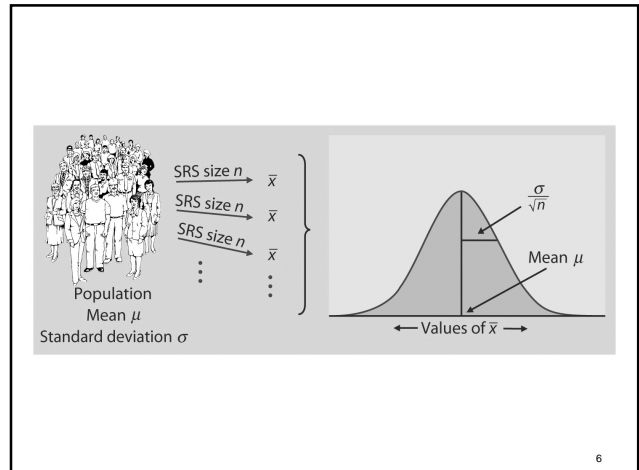 SRS size n x̄
SRS size n x̄
SRS size n x̄
Population
Mean μ
Standard deviation σ
σ
√n
Mean μ
Values of x̄
6